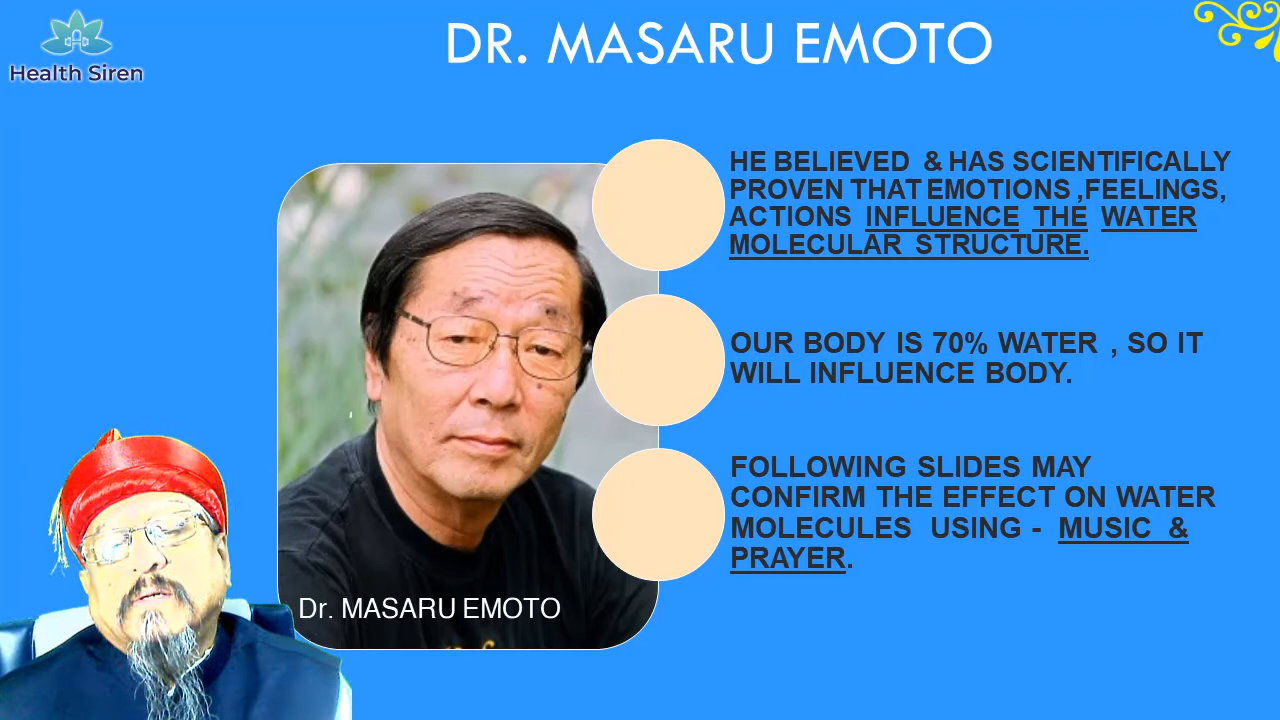 Health Siren
DR. MASARU EMOTO
HE BELIEVED & HAS SCIENTIFICALLY
PROVEN THAT EMOTIONS ,FEELINGS,
ACTIONS INFLUENCE THE WATER
MOLECULAR STRUCTURE.
OUR BODY IS 70% WATER , SO IT
WILL INFLUENCE BODY.
FOLLOWING SLIDES MAY
CONFIRM THE EFFECT ON WATER
MOLECULES USING - MUSIC &
PRAYER.
Dr. MASARU EMOTO